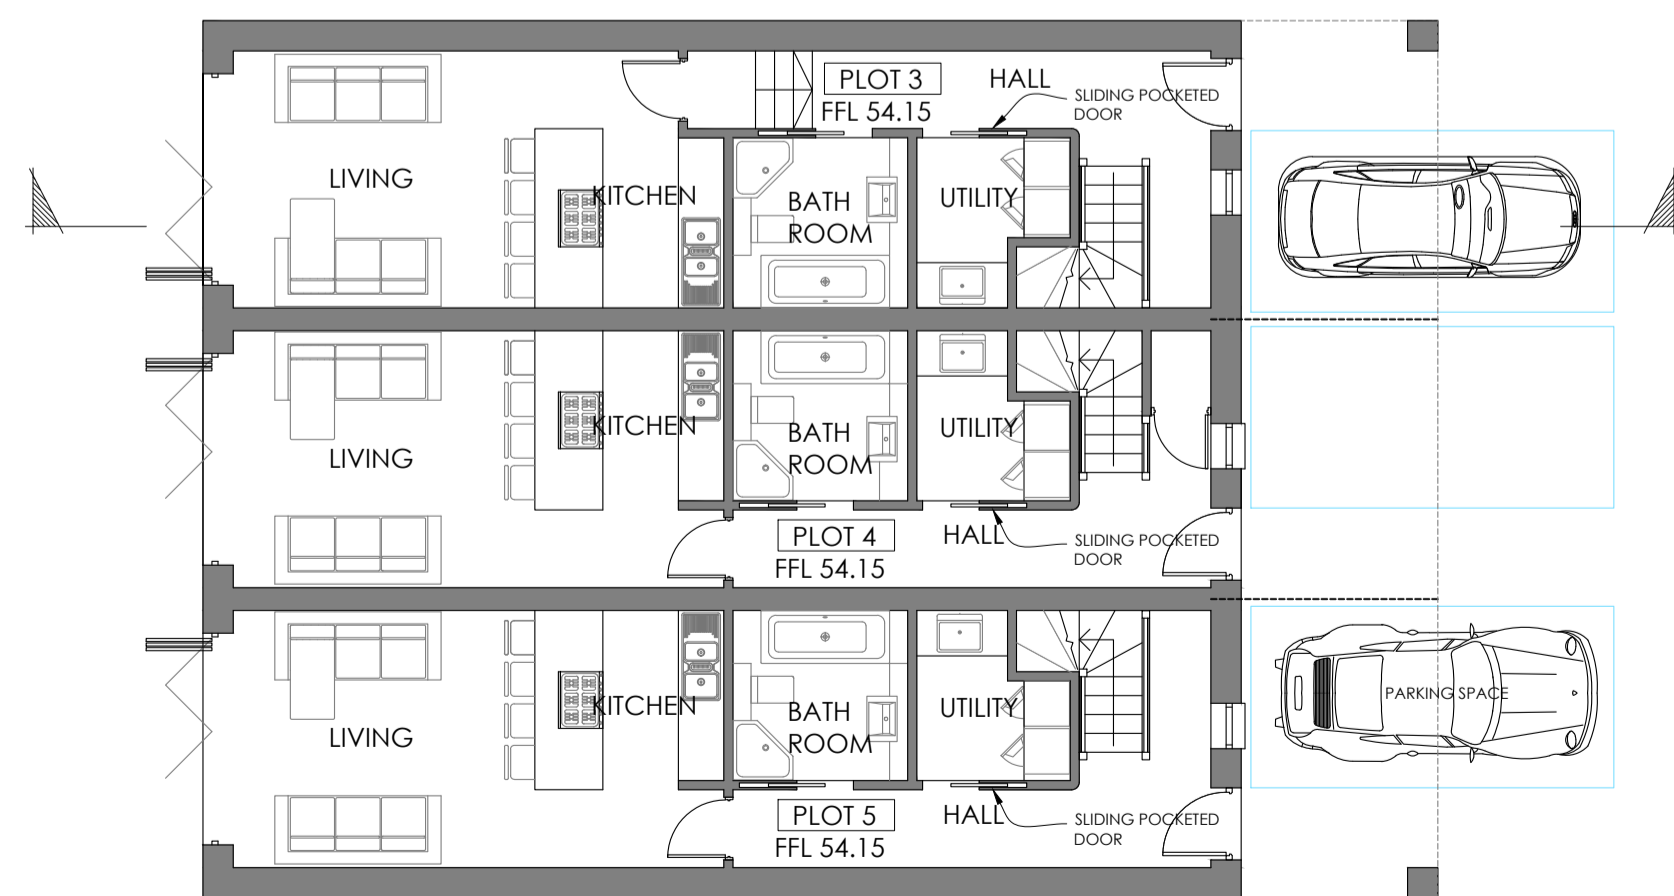 PLOT 3
FFL 54.15
HALL
SLIDING POCKETED
DOOR
LIVING
KITCHEN
BATH
ROOM
UTILITY
LIVING
KITCHEN
BATH
ROOM
UTILITY
PLOT 4
FFL 54.15
HALL
SLIDING POCKETED
DOOR
LIVING
KITCHEN
BATH
ROOM
UTILITY
PARKING SPACE
PLOT 5
FFL 54.15
HALL
SLIDING POCKETED
DOOR